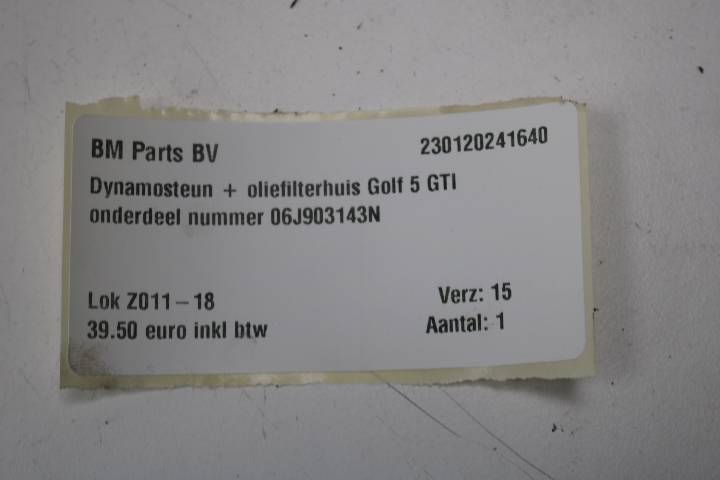 BM Parts BV 230120241640
Dynamosteun + oliefilterhuis Golf 5 GTI
onderdeel nummer 06J903143N
Lok Z011-18 Verz: 15
39.50 euro inkl btw Aantal: 1